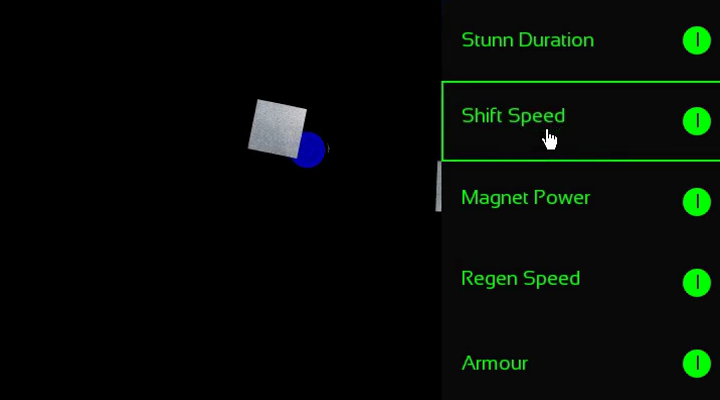 Stunn Duration I
Shift Speed I
Magnet Power I
Regen Speed I
Armour I